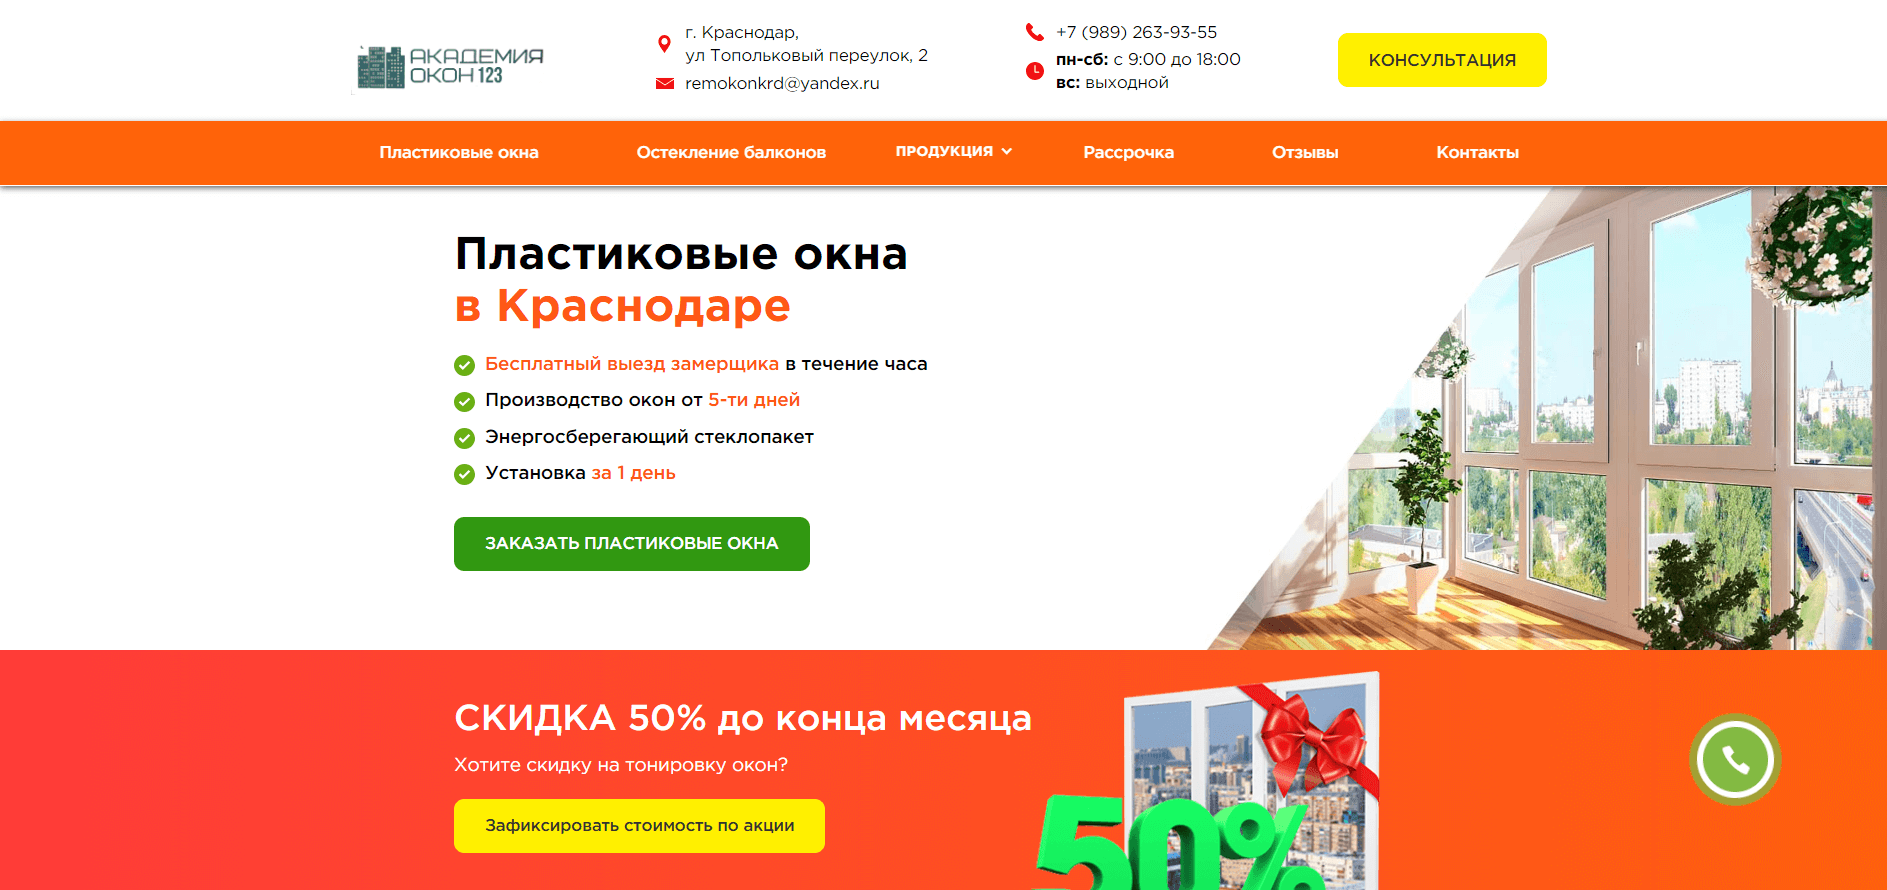 АКАДЕМИЯ
ОКОН 123
г. Краснодар,
ул Топольковый переулок, 2
remokonkrd@yandex.ru
+7 (989) 263-93-55
пн-сб: с 9:00 до 18:00
вс: выходной
КОНСУЛЬТАЦИЯ
Пластиковые окна
Остекление балконов
ПРОДУКЦИЯ
Рассрочка
Отзывы
Контакты
Пластиковые окна
в Краснодаре
Бесплатный выезд замерщика в течение часа
Производство окон от 5-ти дней
Энергосберегающий стеклопакет
Установка за 1 день
ЗАКАЗАТЬ ПЛАСТИКОВЫЕ ОКНА
СКИДКА 50% до конца месяца
Хотите скидку на тонировку окон?
Зафиксировать стоимость по акции
50%